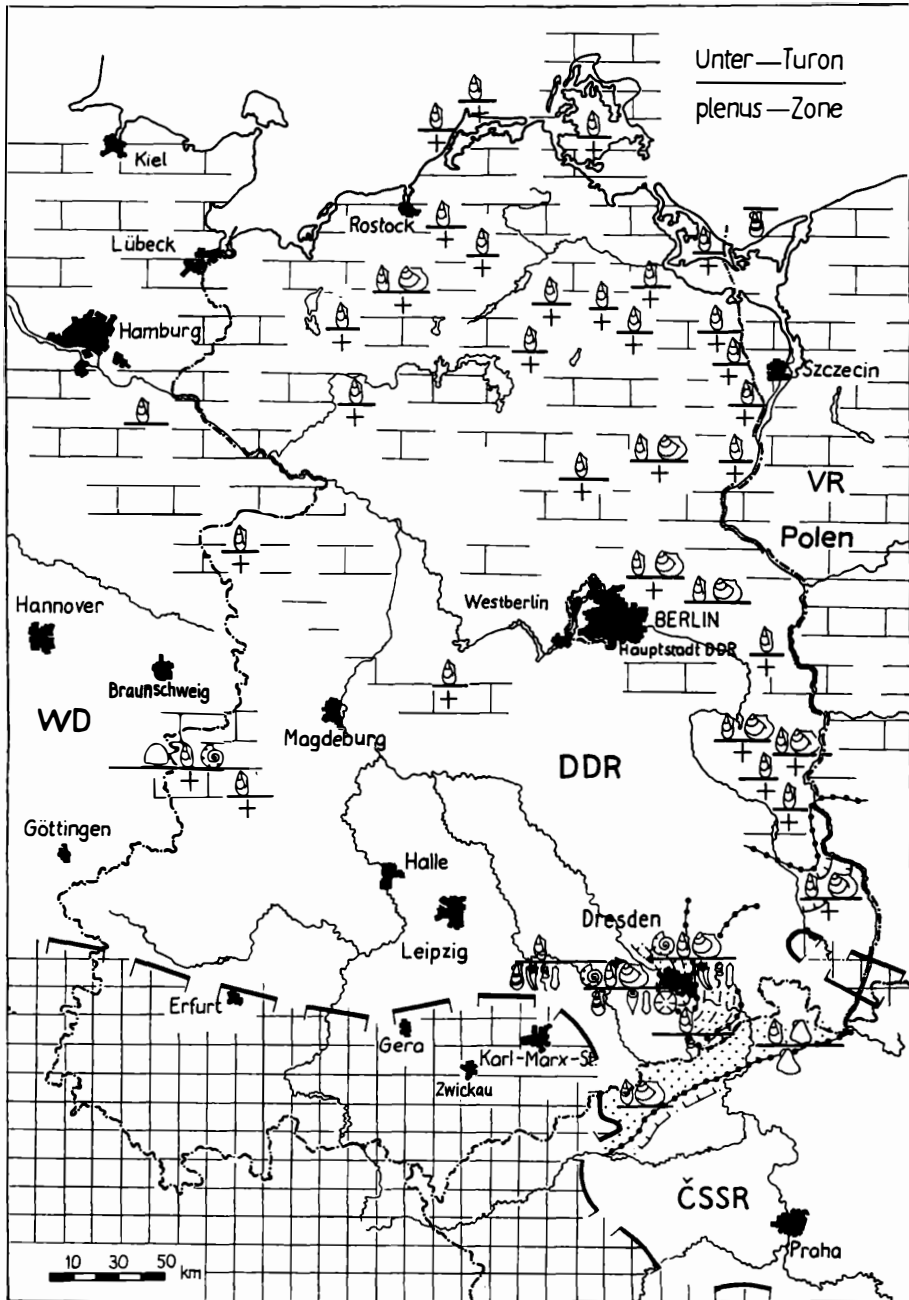 Unter—Turon
plenus—Zone
Kiel
Rostock
Lübeck
Hamburg
Szczecin
VR
Polen
Hannover
Westberlin
BERLIN
Hauptstadt DDR
Braunschweig
WD
Magdeburg
DDR
Göttingen
Halle
Dresden
Leipzig
Erfurt
Gera
Karl-Marx-St.
Zwickau
ČSSR
Praha
10 30 50 km